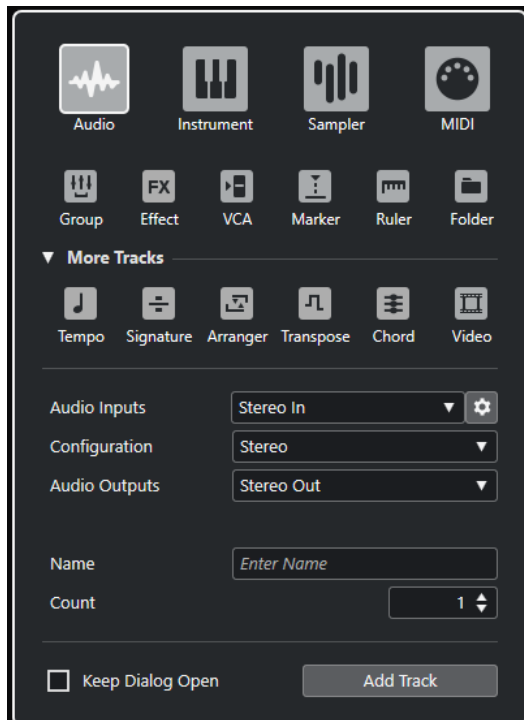 Audio Instrument Sampler MIDI
FX
Group Effect VCA Marker Ruler Folder
More Tracks
Tempo Signature Arranger Transpose Chord Video
Audio Inputs Stereo In
Configuration Stereo
Audio Outputs Stereo Out
Name Enter Name
Count 1
Keep Dialog Open Add Track